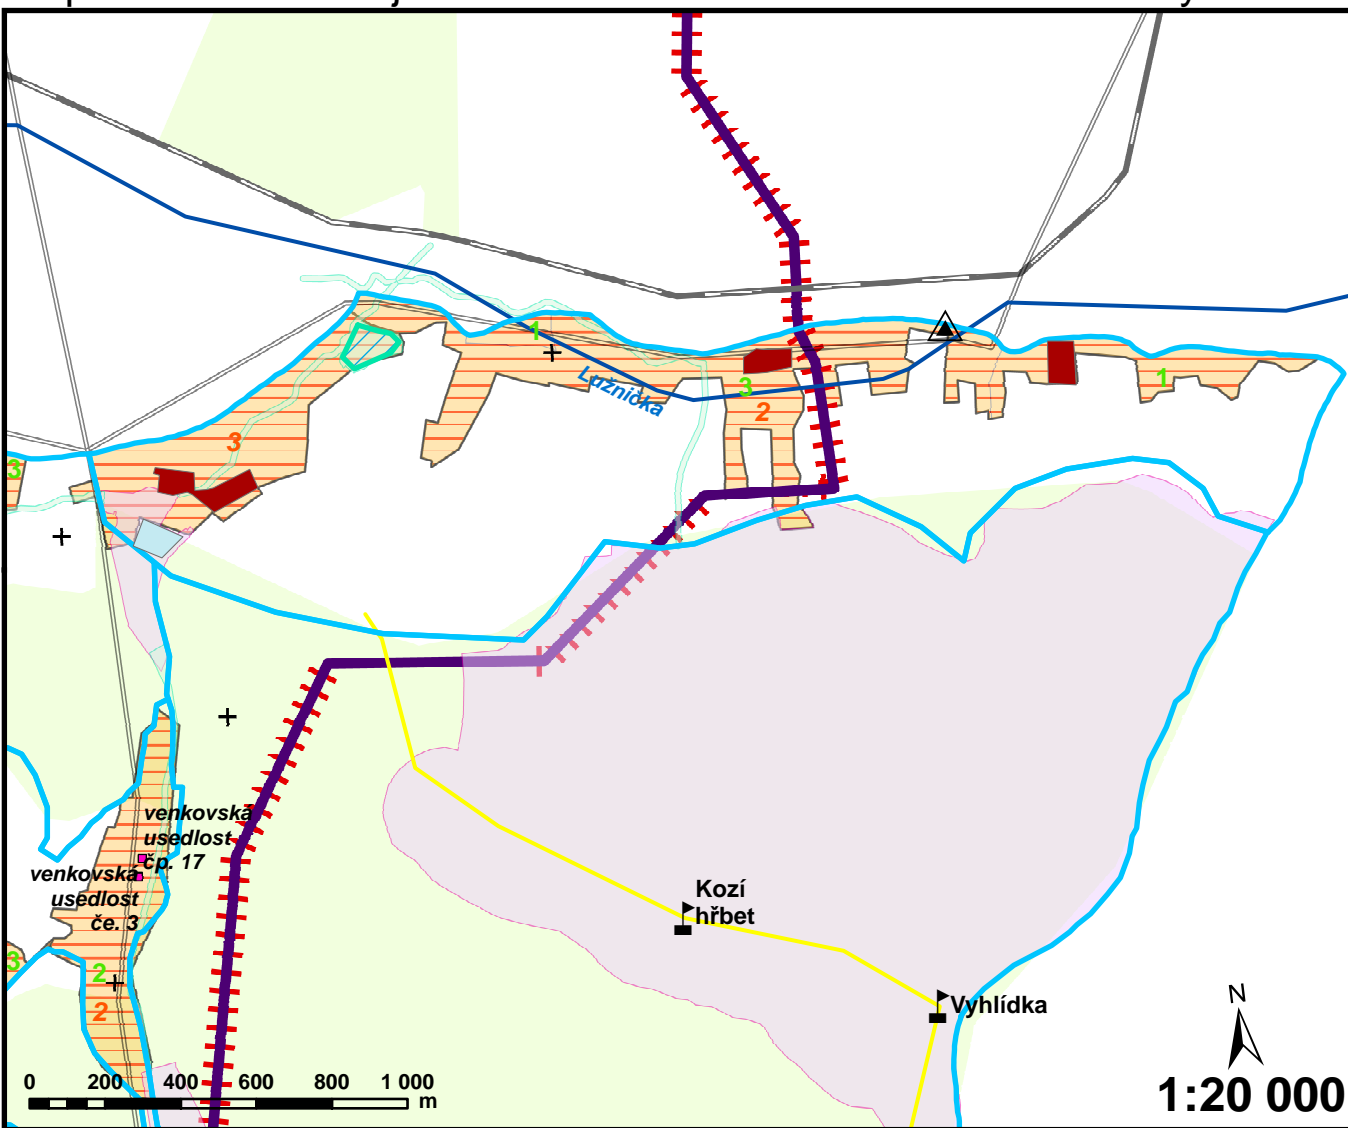 1
Lužnička
3
2
1
3
3
venkovská
usedlost
čp. 17
venkovská
usedlost
če. 3
Kozí
hřbet
3
2
2
Vyhlídka
N
0 200 400 600 800 1 000
m
1:20 000